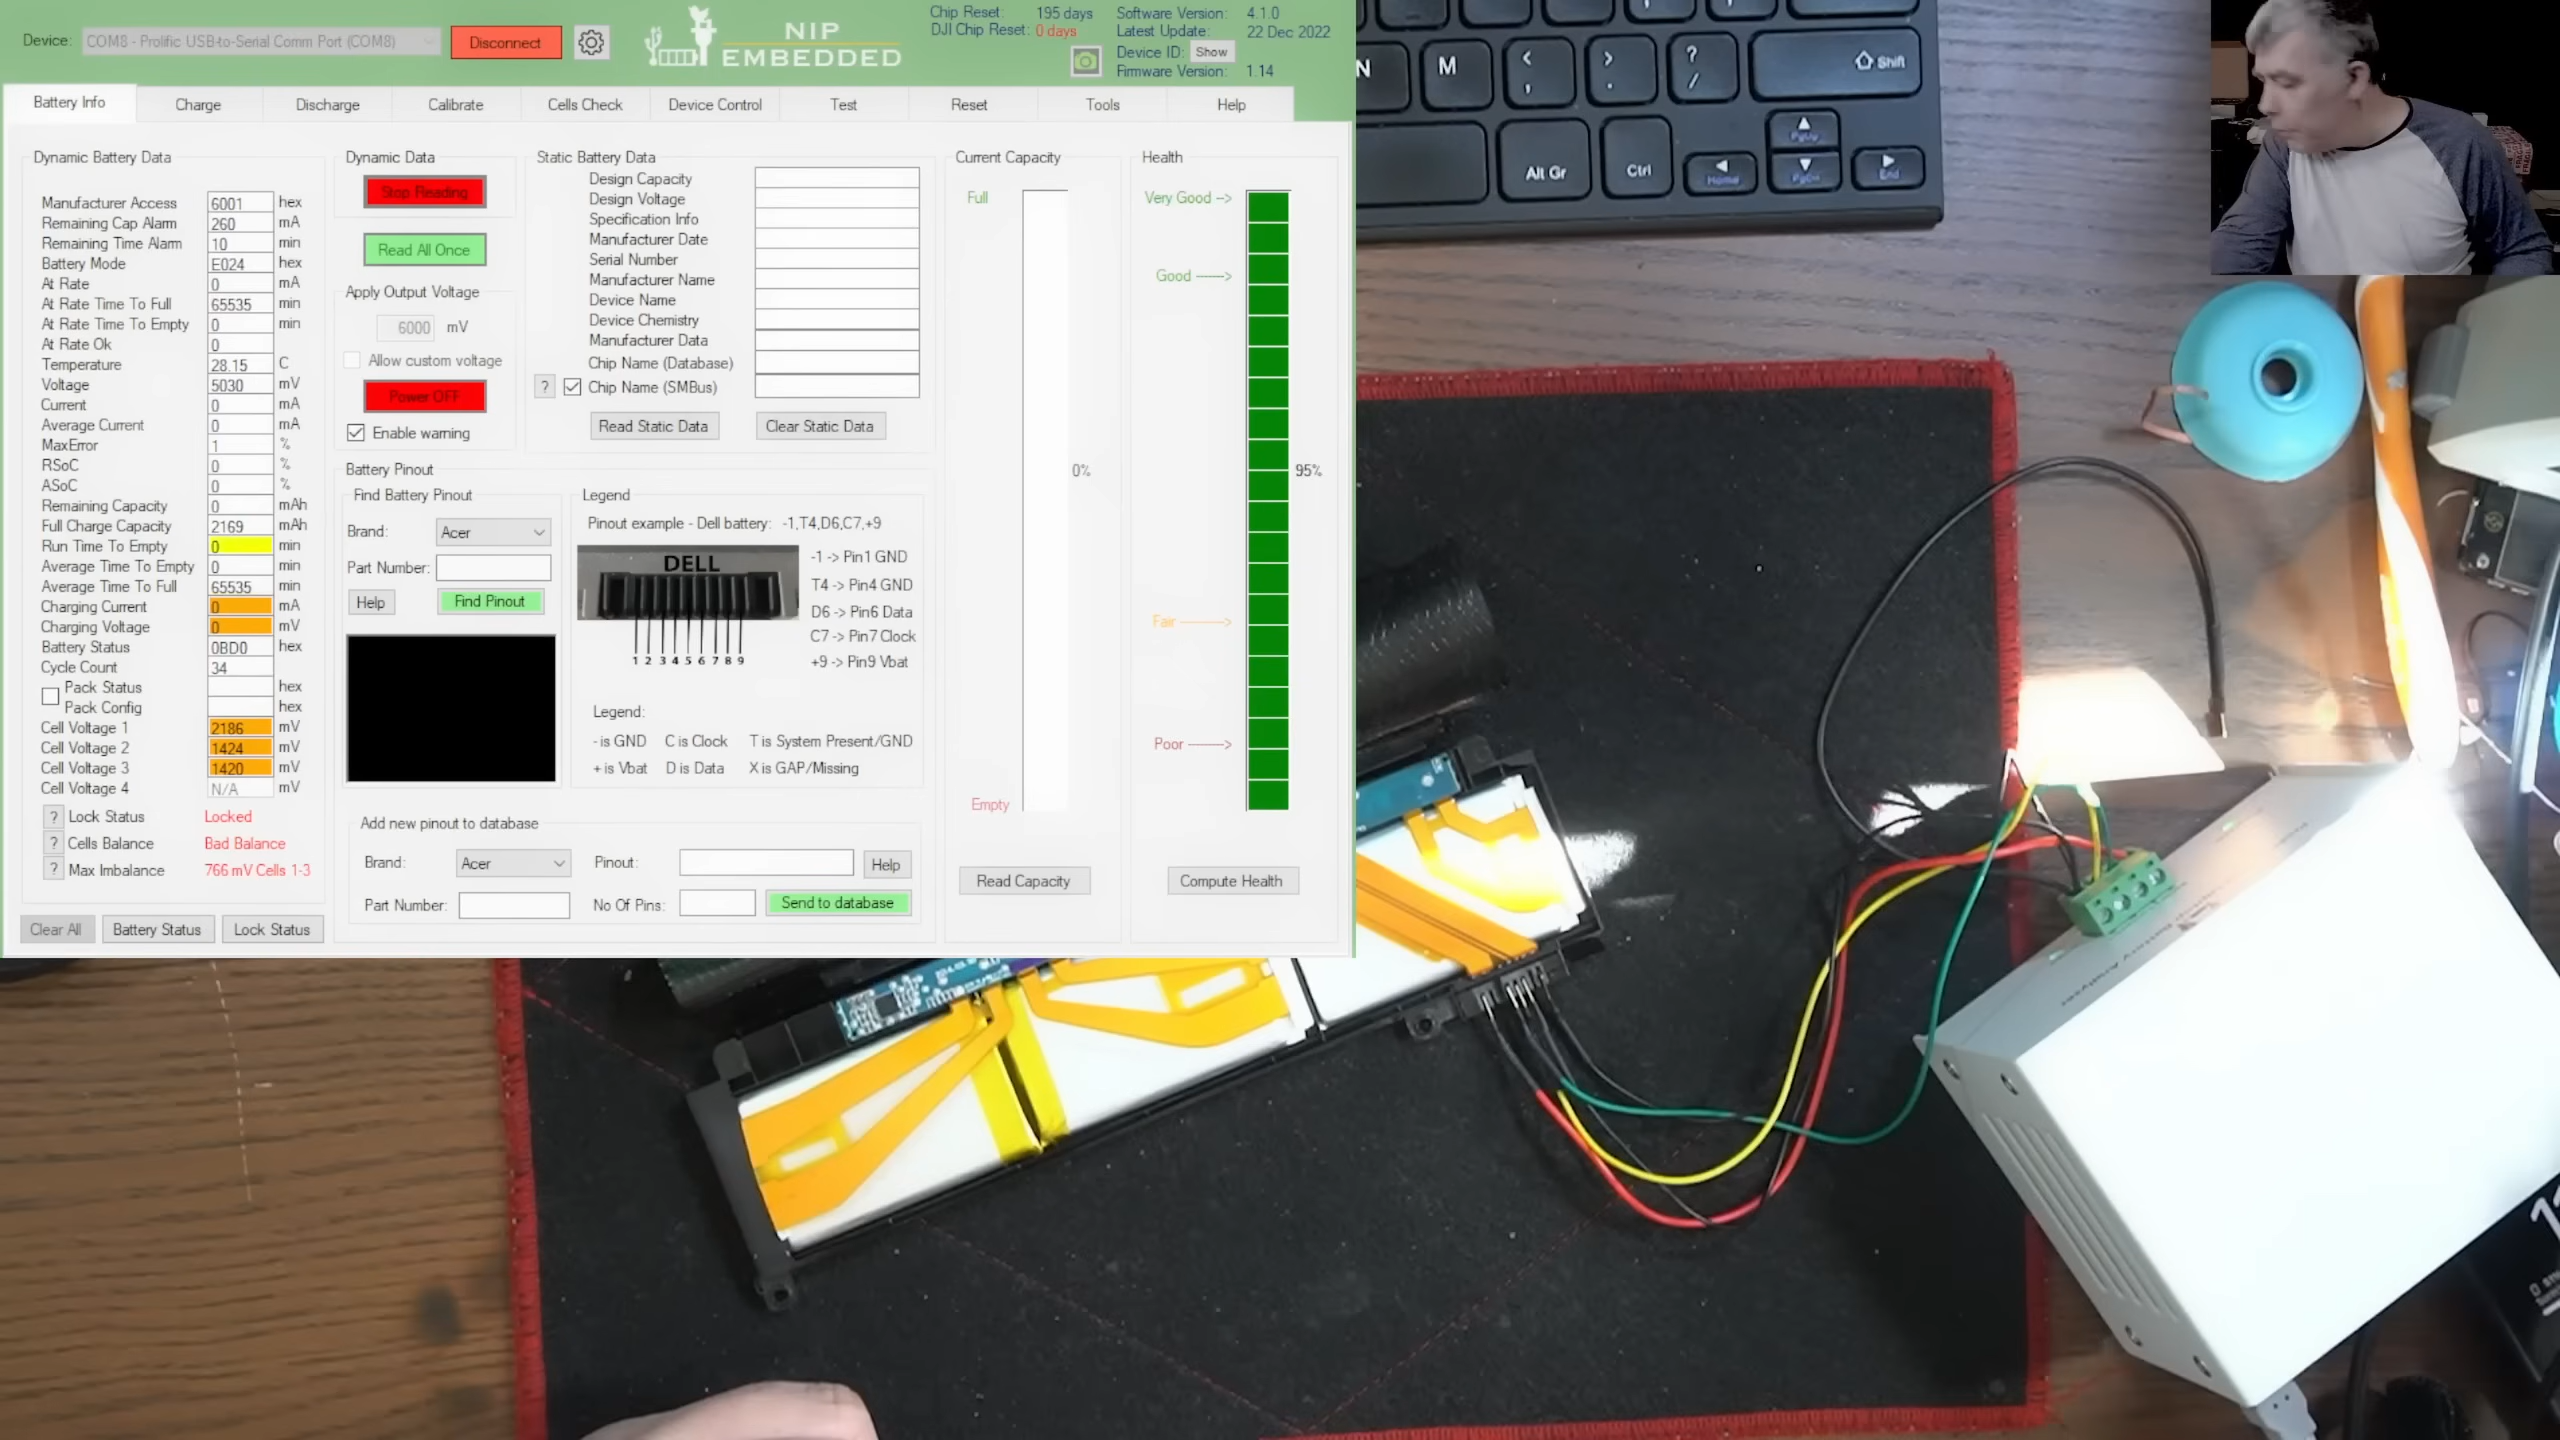 Device: COM8 - Prolific USB-to-Serial Comm Port (COM8) Disconnect
NIP
EMBEDDED
Chip Reset: 195 days
DJI Chip Reset: 0 days
Software Version: 4.1.0
Latest Update: 22 Dec 2022
Device ID: Show
Firmware Version: 1.14
Battery Info Charge Discharge Calibrate Cells Check Device Control Test Reset Tools Help
Dynamic Battery Data
Manufacturer Access 6001 hex
Remaining Cap Alarm 260 mA
Remaining Time Alarm 10 min
Battery Mode E024 hex
At Rate 0 mA
At Rate Time To Full 65535 min
At Rate Time To Empty 0 min
At Rate Ok 0
Temperature 28.15 C
Voltage 5030 mV
Current 0 mA
Average Current 0 mA
MaxError 1 %
RSoC 0 %
ASoC 0 %
Remaining Capacity 0 mAh
Full Charge Capacity 2169 mAh
Run Time To Empty 0 min
Average Time To Empty 0 min
Average Time To Full 65535 min
Charging Current 0 mA
Charging Voltage 0 mV
Battery Status 0BD0 hex
Cycle Count 34
Pack Status hex
Pack Config hex
Cell Voltage 1 2186 mV
Cell Voltage 2 1424 mV
Cell Voltage 3 1420 mV
Cell Voltage 4 N/A mV
? Lock Status Locked
? Cells Balance Bad Balance
? Max Imbalance 766 mV Cells 1-3
Clear All Battery Status Lock Status
Dynamic Data
Stop Reading
Read All Once
Apply Output Voltage
6000 mV
Allow custom voltage
Power OFF
Enable warning
Static Battery Data
Design Capacity
Design Voltage
Specification Info
Manufacturer Date
Serial Number
Manufacturer Name
Device Name
Device Chemistry
Manufacturer Data
Chip Name (Database)
? Chip Name (SMBus)
Read Static Data Clear Static Data
Battery Pinout
Find Battery Pinout
Brand: Acer
Part Number:
Help Find Pinout
Legend
Pinout example - Dell battery: -1,T4,D6,C7,+9
DELL
1 2 3 4 5 6 7 8 9
-1 -> Pin1 GND
T4 -> Pin4 GND
D6 -> Pin6 Data
C7 -> Pin7 Clock
+9 -> Pin9 Vbat
Legend:
- is GND C is Clock T is System Present/GND
+ is Vbat D is Data X is GAP/Missing
Add new pinout to database
Brand: Acer Pinout: Help
Part Number: No Of Pins: Send to database
Current Capacity
Full
0%
Empty
Read Capacity
Health
Very Good -->
Good ------>
95%
Fair ------>
Poor ------>
Compute Health
N M < , > . ? / Shift
Alt Gr Ctrl Home PgUp PgDn End